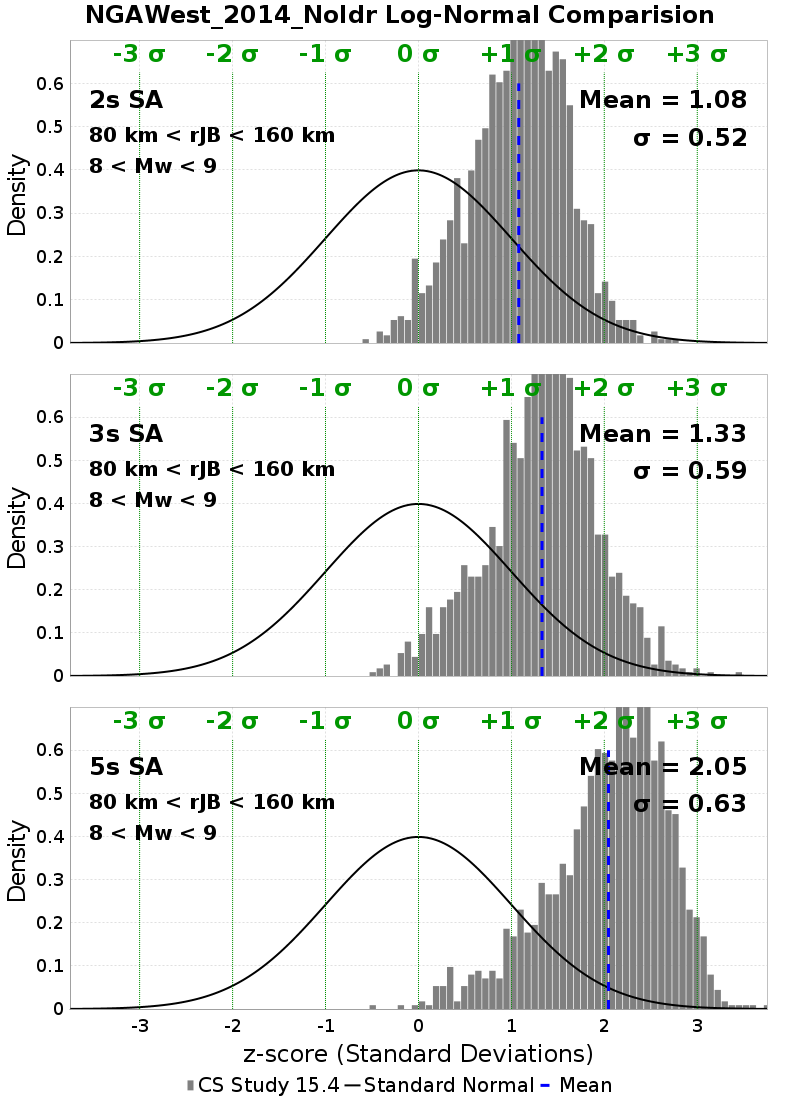 NGAWest_2014_NoIdr Log-Normal Comparision
-3 σ -2 σ -1 σ 0 σ +1 σ +2 σ +3 σ
2s SA
80 km < rJB < 160 km
8 < Mw < 9
Mean = 1.08
σ = 0.52
Density
0.6
0.5
0.4
0.3
0.2
0.1
0
-3 σ -2 σ -1 σ 0 σ +1 σ +2 σ +3 σ
3s SA
80 km < rJB < 160 km
8 < Mw < 9
Mean = 1.33
σ = 0.59
Density
0.6
0.5
0.4
0.3
0.2
0.1
0
-3 σ -2 σ -1 σ 0 σ +1 σ +2 σ +3 σ
5s SA
80 km < rJB < 160 km
8 < Mw < 9
Mean = 2.05
σ = 0.63
Density
0.6
0.5
0.4
0.3
0.2
0.1
0
-3 -2 -1 0 1 2 3
z-score (Standard Deviations)
CS Study 15.4 Standard Normal Mean